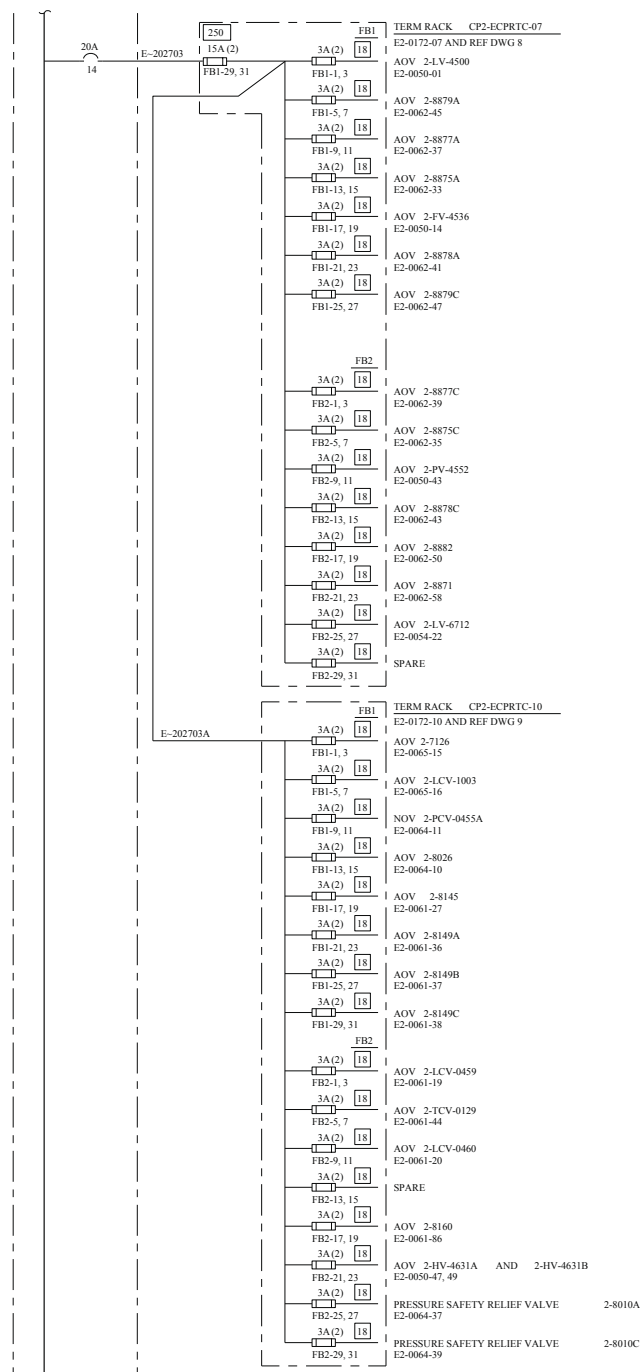 20A
14
E~202703
250
15A (2)
FB1-29, 31
FB1
TERM RACK CP2-ECPRTC-07
E2-0172-07 AND REF DWG 8
3A (2) 18
FB1-1, 3
AOV 2-LV-4500
E2-0050-01
3A (2) 18
FB1-5, 7
AOV 2-8879A
E2-0062-45
3A (2) 18
FB1-9, 11
AOV 2-8877A
E2-0062-37
3A (2) 18
FB1-13, 15
AOV 2-8875A
E2-0062-33
3A (2) 18
FB1-17, 19
AOV 2-FV-4536
E2-0050-14
3A (2) 18
FB1-21, 23
AOV 2-8878A
E2-0062-41
3A (2) 18
FB1-25, 27
AOV 2-8879C
E2-0062-47
FB2
3A (2) 18
FB2-1, 3
AOV 2-8877C
E2-0062-39
3A (2) 18
FB2-5, 7
AOV 2-8875C
E2-0062-35
3A (2) 18
FB2-9, 11
AOV 2-PV-4552
E2-0050-43
3A (2) 18
FB2-13, 15
AOV 2-8878C
E2-0062-43
3A (2) 18
FB2-17, 19
AOV 2-8882
E2-0062-50
3A (2) 18
FB2-21, 23
AOV 2-8871
E2-0062-58
3A (2) 18
FB2-25, 27
AOV 2-LV-6712
E2-0054-22
3A (2) 18
FB2-29, 31
SPARE
FB1
TERM RACK CP2-ECPRTC-10
E2-0172-10 AND REF DWG 9
E~202703A
3A (2) 18
FB1-1, 3
AOV 2-7126
E2-0065-15
3A (2) 18
FB1-5, 7
AOV 2-LCV-1003
E2-0065-16
3A (2) 18
FB1-9, 11
NOV 2-PCV-0455A
E2-0064-11
3A (2) 18
FB1-13, 15
AOV 2-8026
E2-0064-10
3A (2) 18
FB1-17, 19
AOV 2-8145
E2-0061-27
3A (2) 18
FB1-21, 23
AOV 2-8149A
E2-0061-36
3A (2) 18
FB1-25, 27
AOV 2-8149B
E2-0061-37
3A (2) 18
FB1-29, 31
AOV 2-8149C
E2-0061-38
FB2
3A (2) 18
FB2-1, 3
AOV 2-LCV-0459
E2-0061-19
3A (2) 18
FB2-5, 7
AOV 2-TCV-0129
E2-0061-44
3A (2) 18
FB2-9, 11
AOV 2-LCV-0460
E2-0061-20
3A (2) 18
FB2-13, 15
SPARE
3A (2) 18
FB2-17, 19
AOV 2-8160
E2-0061-86
3A (2) 18
FB2-21, 23
AOV 2-HV-4631A AND 2-HV-4631B
E2-0050-47, 49
3A (2) 18
FB2-25, 27
PRESSURE SAFETY RELIEF VALVE 2-8010A
E2-0064-37
3A (2) 18
FB2-29, 31
PRESSURE SAFETY RELIEF VALVE 2-8010C
E2-0064-39